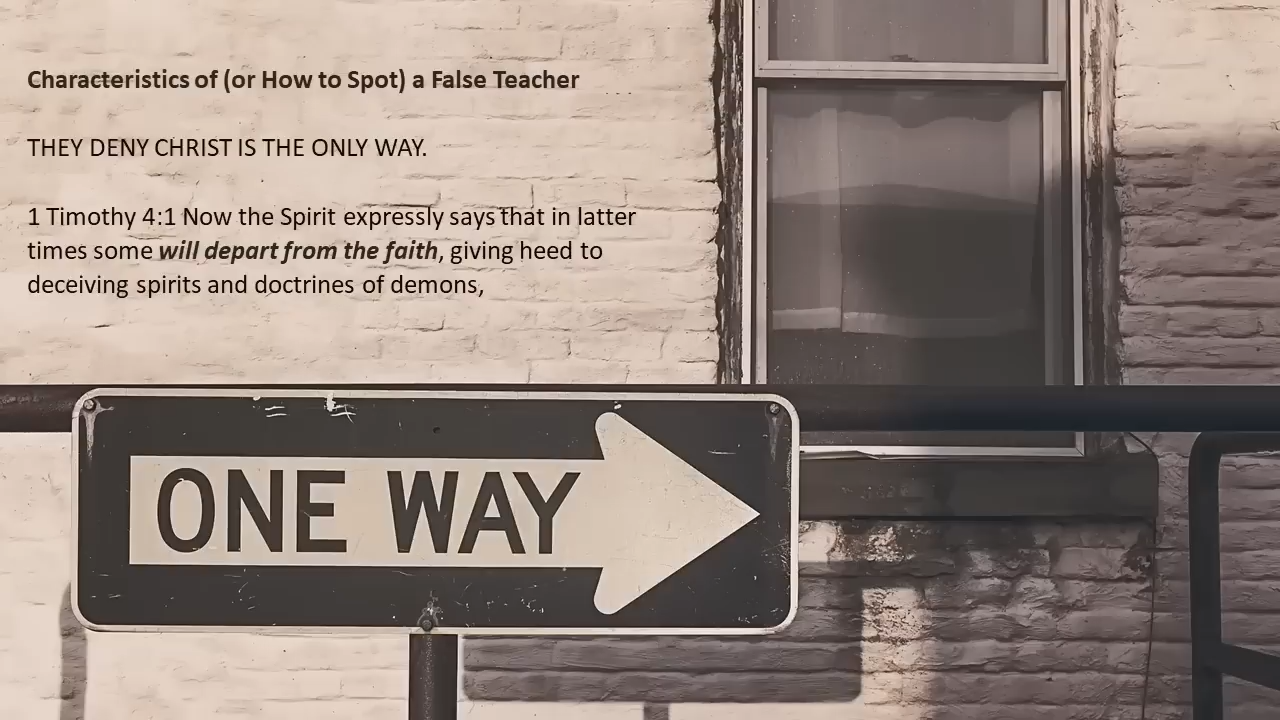 Characteristics of (or How to Spot) a False Teacher
THEY DENY CHRIST IS THE ONLY WAY.
1 Timothy 4:1 Now the Spirit expressly says that in latter
times some will depart from the faith, giving heed to
deceiving spirits and doctrines of demons,
ONE WAY